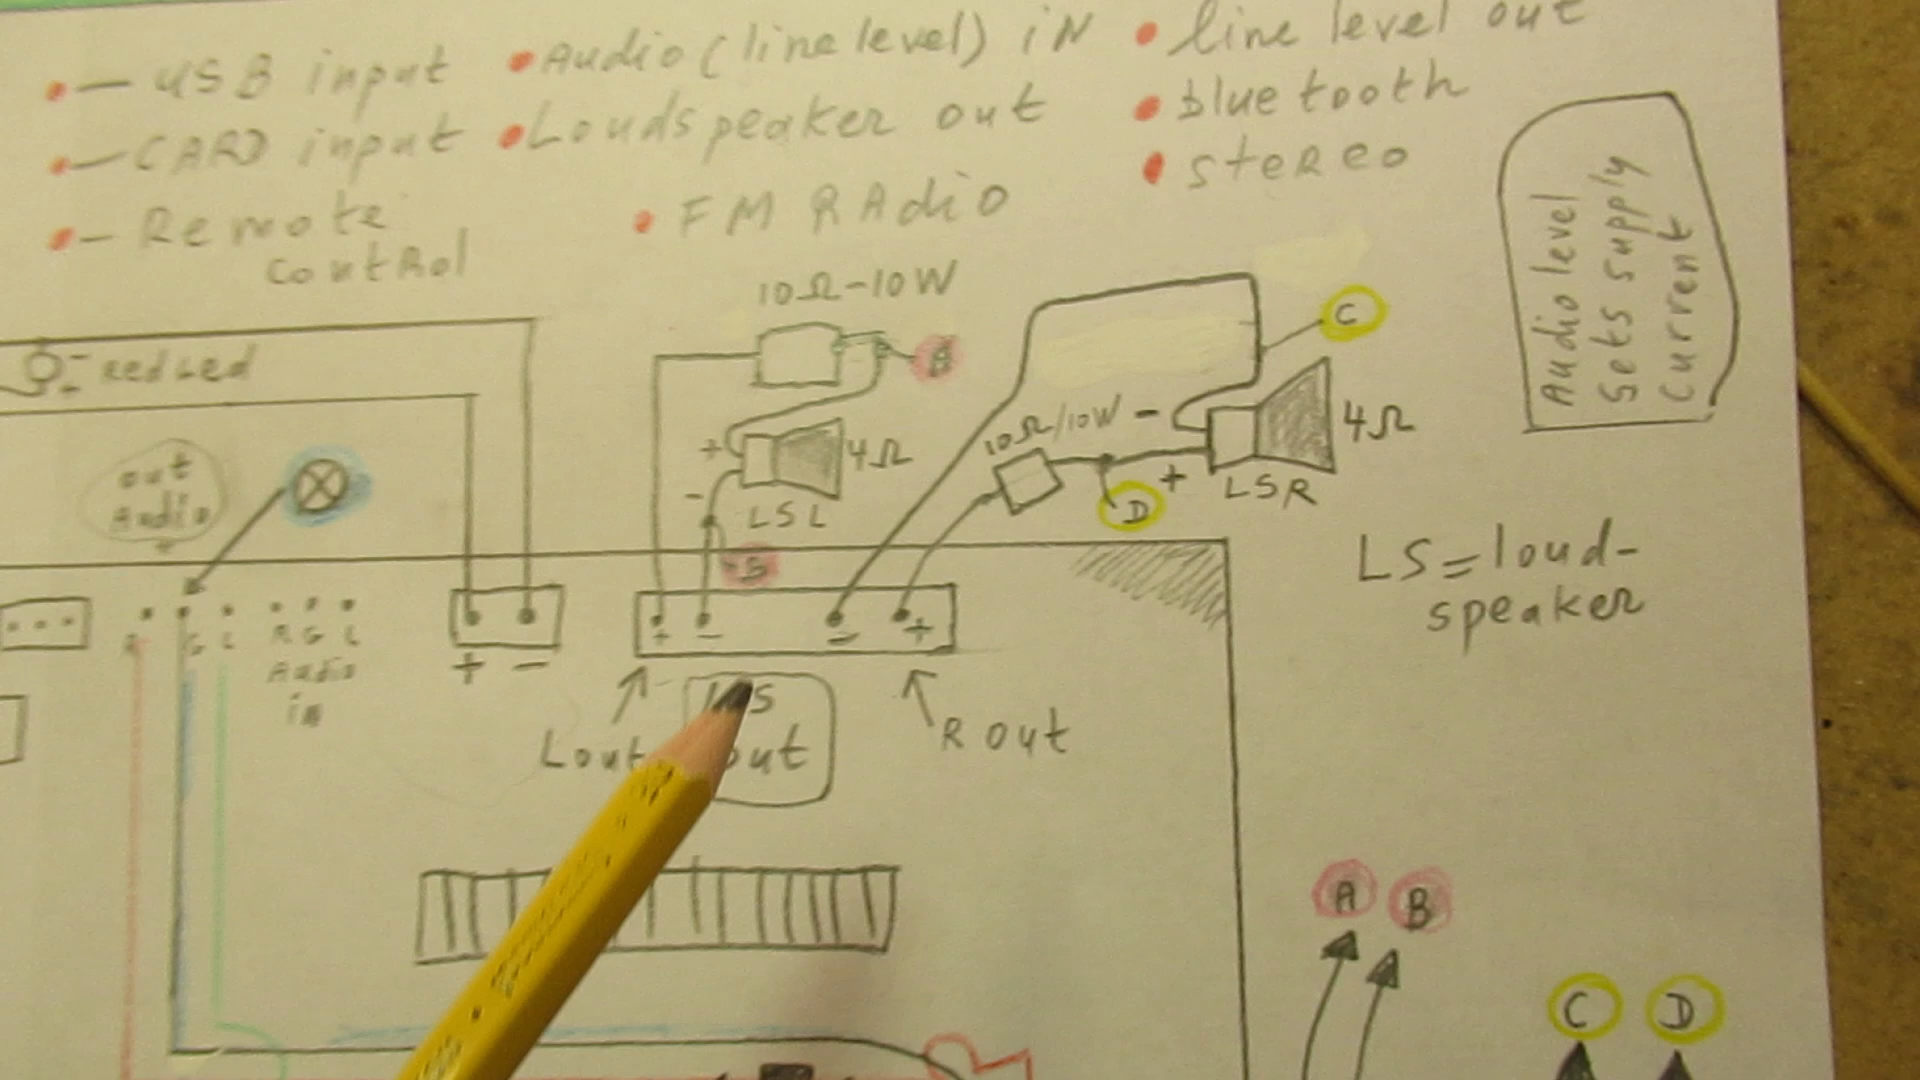 — USB input
— CARD input
— Remote
control
Audio (line level) iN
Loudspeaker out
FM RAdio
line level out
bluetooth
stereo
Audio level
sets supply
current
10Ω-10W
A
C
red Led
+
-
4Ω
LSL
B
10Ω/10W
-
+
D
4Ω
LSR
out
Audio
LS = loud-
speaker
R G L
R G L
Audio
in
+ -
+ - - +
L out
out
R out
A B
C D